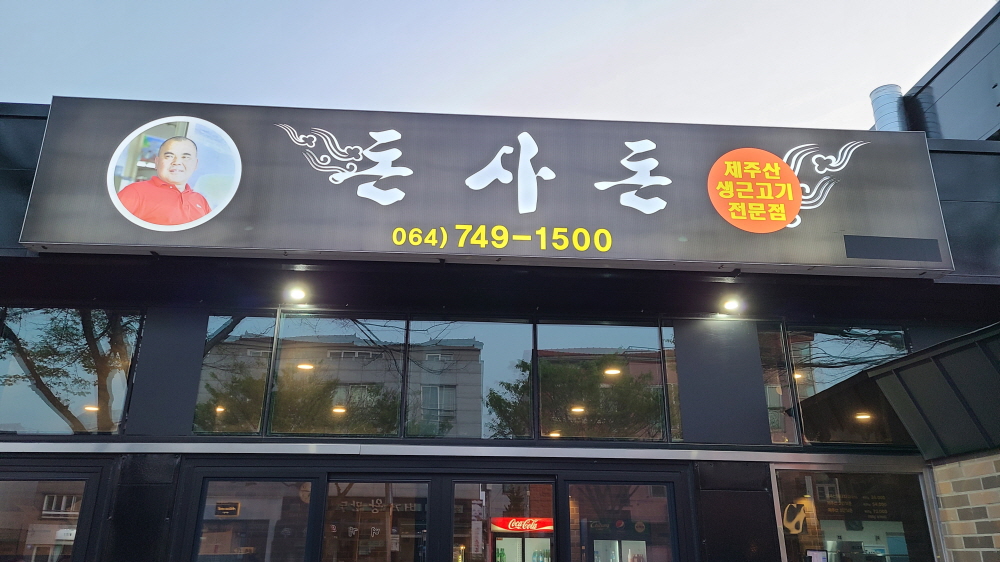 돈사돈
제주산
생근고기
전문점
064) 749-1500
Coca-Cola